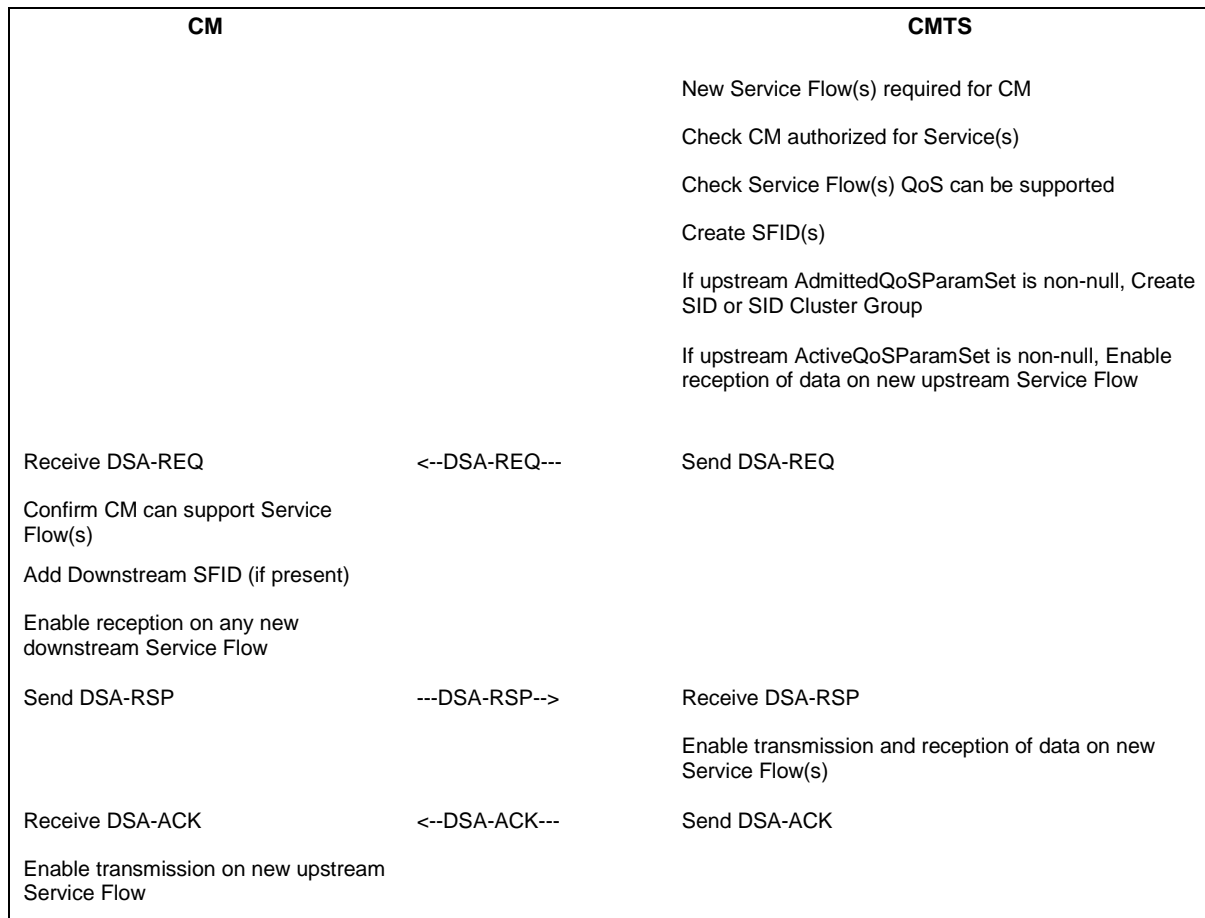 CM CMTS
New Service Flow(s) required for CM
Check CM authorized for Service(s)
Check Service Flow(s) QoS can be supported
Create SFID(s)
If upstream AdmittedQoSParamSet is non-null, Create
SID or SID Cluster Group
If upstream ActiveQoSParamSet is non-null, Enable
reception of data on new upstream Service Flow
Receive DSA-REQ <--DSA-REQ--- Send DSA-REQ
Confirm CM can support Service
Flow(s)
Add Downstream SFID (if present)
Enable reception on any new
downstream Service Flow
Send DSA-RSP ---DSA-RSP--> Receive DSA-RSP
Enable transmission and reception of data on new
Service Flow(s)
Receive DSA-ACK <--DSA-ACK--- Send DSA-ACK
Enable transmission on new upstream
Service Flow